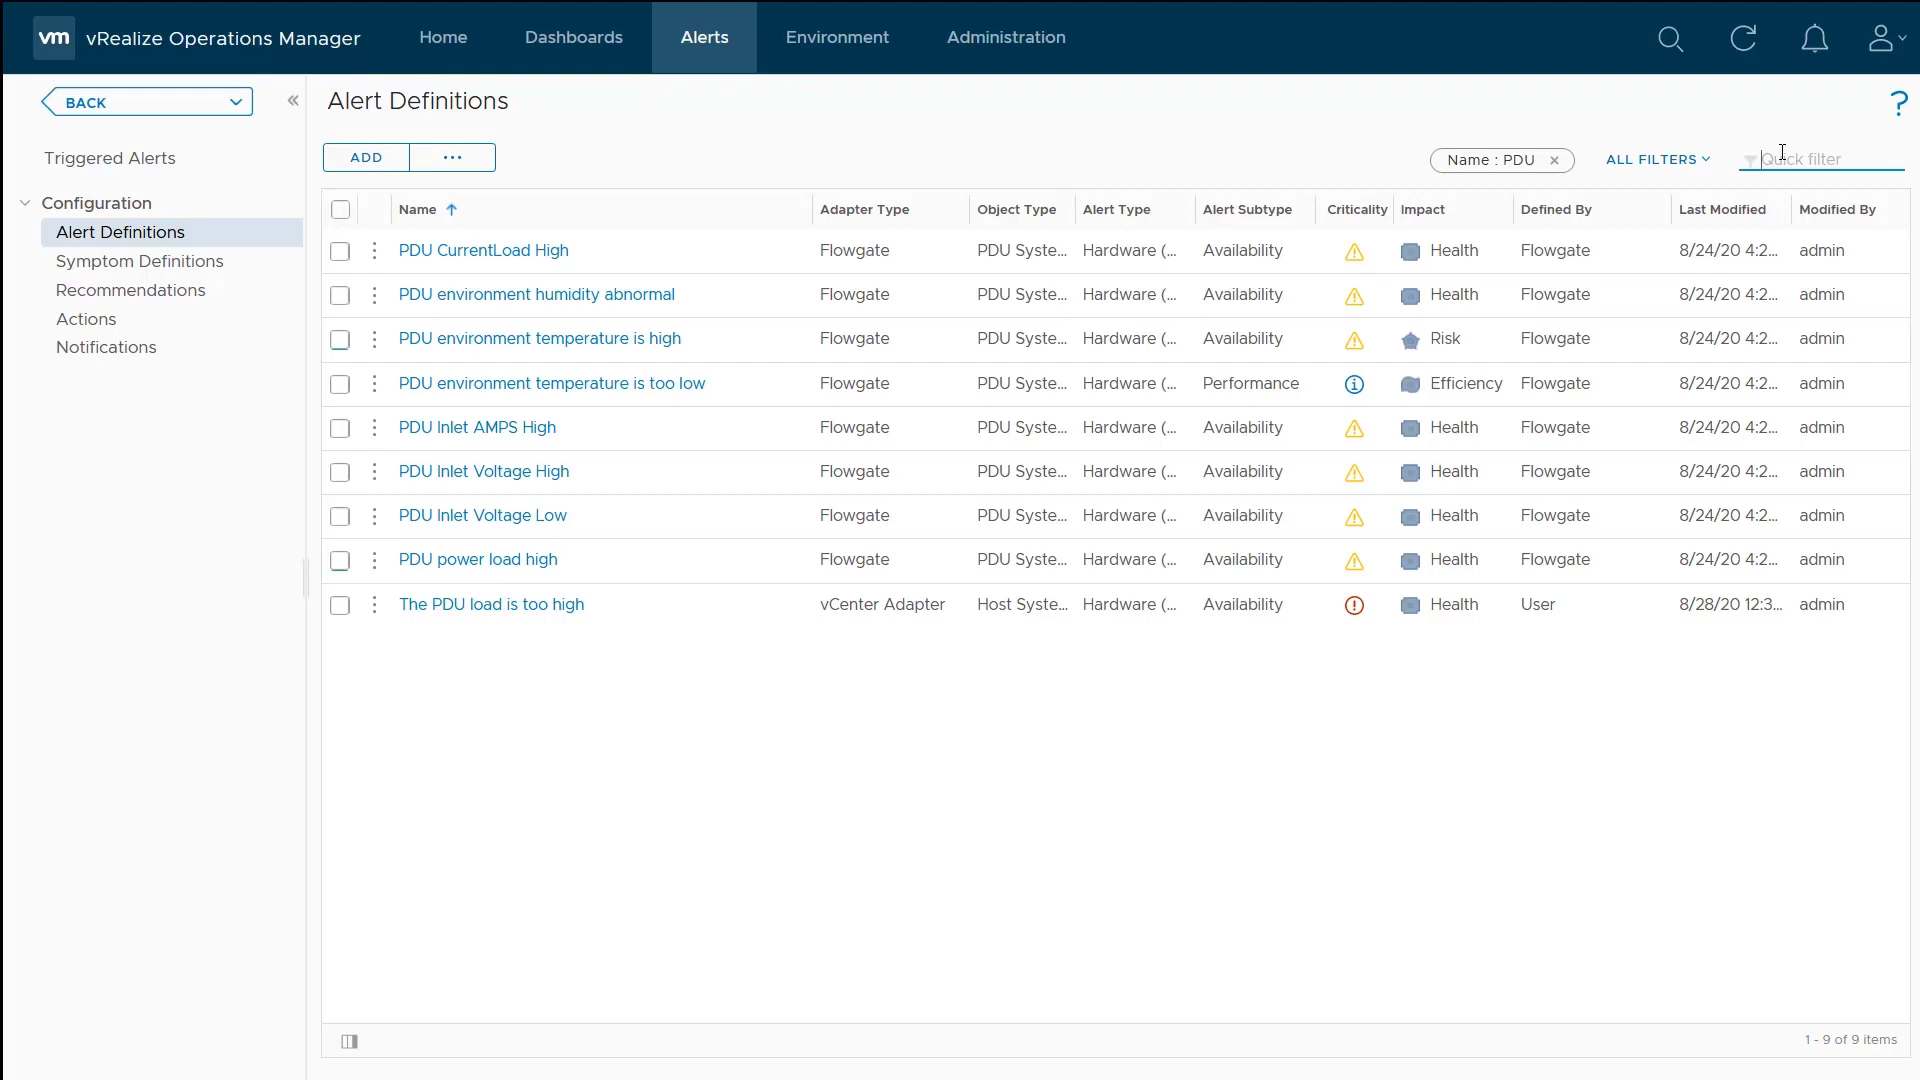 vm vRealize Operations Manager Home Dashboards Alerts Environment Administration
BACK
Alert Definitions
?
Triggered Alerts
ADD ...
Name : PDU × ALL FILTERS Quick filter
Configuration
Alert Definitions
Symptom Definitions
Recommendations
Actions
Notifications
Name Adapter Type Object Type Alert Type Alert Subtype Criticality Impact Defined By Last Modified Modified By
PDU CurrentLoad High Flowgate PDU Syste... Hardware (... Availability Health Flowgate 8/24/20 4:2... admin
PDU environment humidity abnormal Flowgate PDU Syste... Hardware (... Availability Health Flowgate 8/24/20 4:2... admin
PDU environment temperature is high Flowgate PDU Syste... Hardware (... Availability Risk Flowgate 8/24/20 4:2... admin
PDU environment temperature is too low Flowgate PDU Syste... Hardware (... Performance Efficiency Flowgate 8/24/20 4:2... admin
PDU Inlet AMPS High Flowgate PDU Syste... Hardware (... Availability Health Flowgate 8/24/20 4:2... admin
PDU Inlet Voltage High Flowgate PDU Syste... Hardware (... Availability Health Flowgate 8/24/20 4:2... admin
PDU Inlet Voltage Low Flowgate PDU Syste... Hardware (... Availability Health Flowgate 8/24/20 4:2... admin
PDU power load high Flowgate PDU Syste... Hardware (... Availability Health Flowgate 8/24/20 4:2... admin
The PDU load is too high vCenter Adapter Host Syste... Hardware (... Availability Health User 8/28/20 12:3... admin
1 - 9 of 9 items